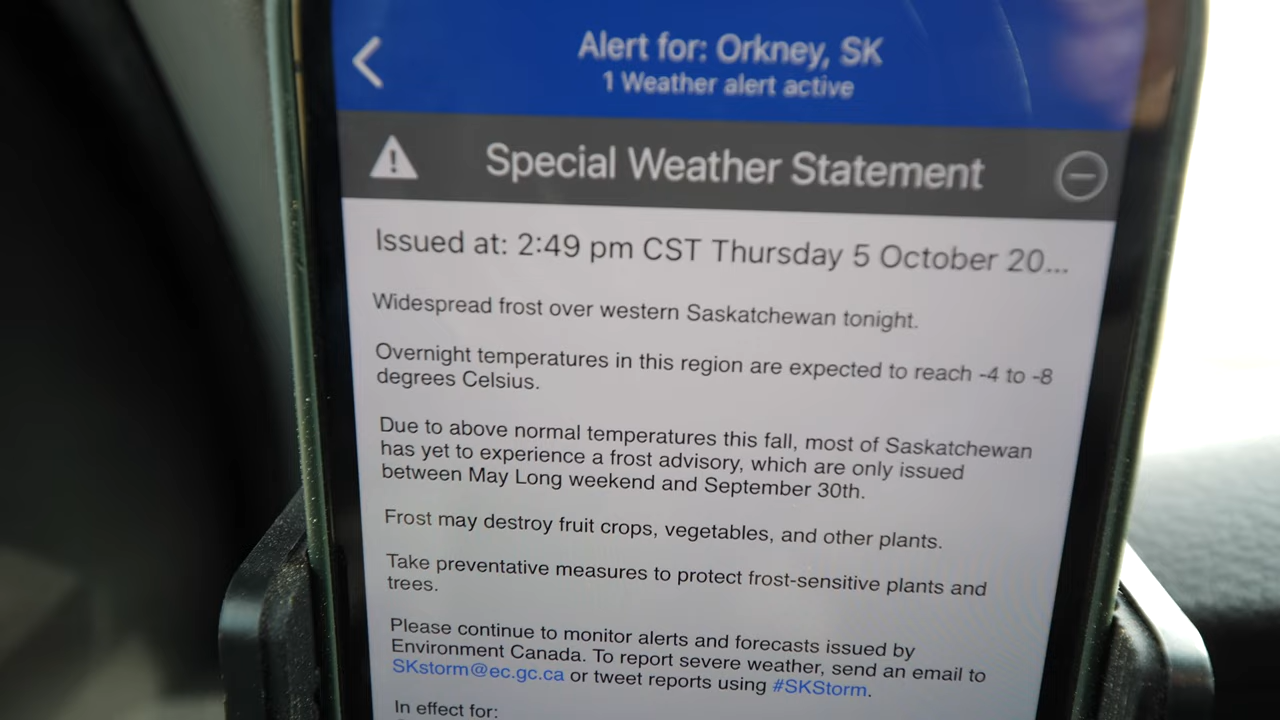 Alert for: Orkney, SK
1 Weather alert active
Special Weather Statement
Issued at: 2:49 pm CST Thursday 5 October 20...
Widespread frost over western Saskatchewan tonight.
Overnight temperatures in this region are expected to reach -4 to -8
degrees Celsius.
Due to above normal temperatures this fall, most of Saskatchewan
has yet to experience a frost advisory, which are only issued
between May Long weekend and September 30th.
Frost may destroy fruit crops, vegetables, and other plants.
Take preventative measures to protect frost-sensitive plants and
trees.
Please continue to monitor alerts and forecasts issued by
Environment Canada. To report severe weather, send an email to
SKstorm@ec.gc.ca or tweet reports using #SKStorm.
In effect for: